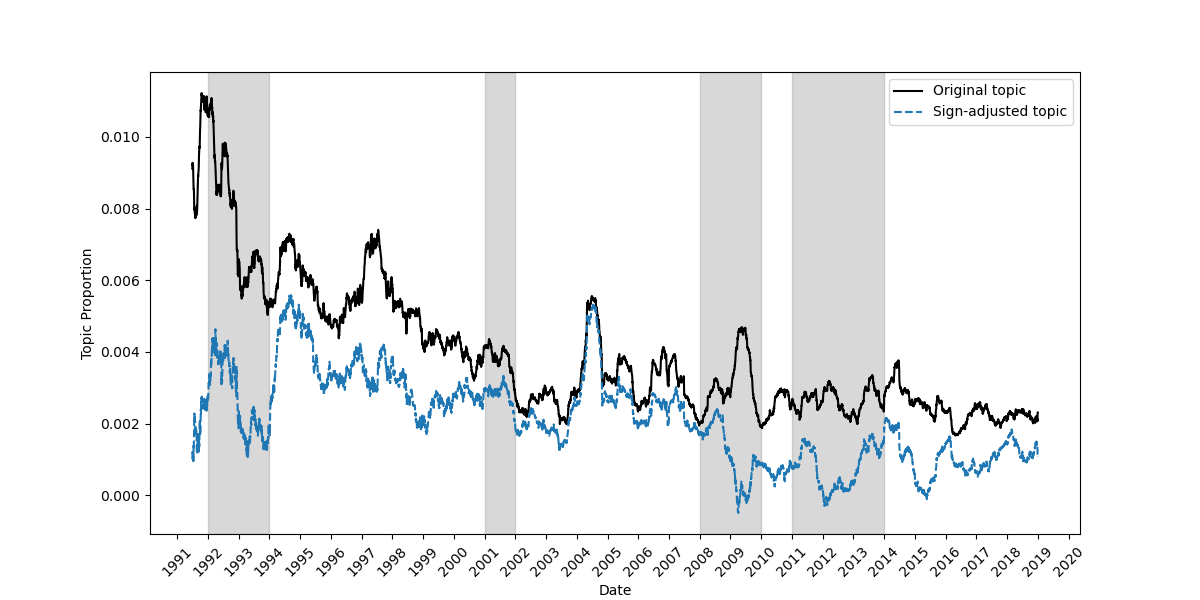 Original topic
Sign-adjusted topic
Topic Proportion
0.010
0.008
0.006
0.004
0.002
0.000
1991 1992 1993 1994 1995 1996 1997 1998 1999 2000 2001 2002 2003 2004 2005 2006 2007 2008 2009 2010 2011 2012 2013 2014 2015 2016 2017 2018 2019 2020
Date